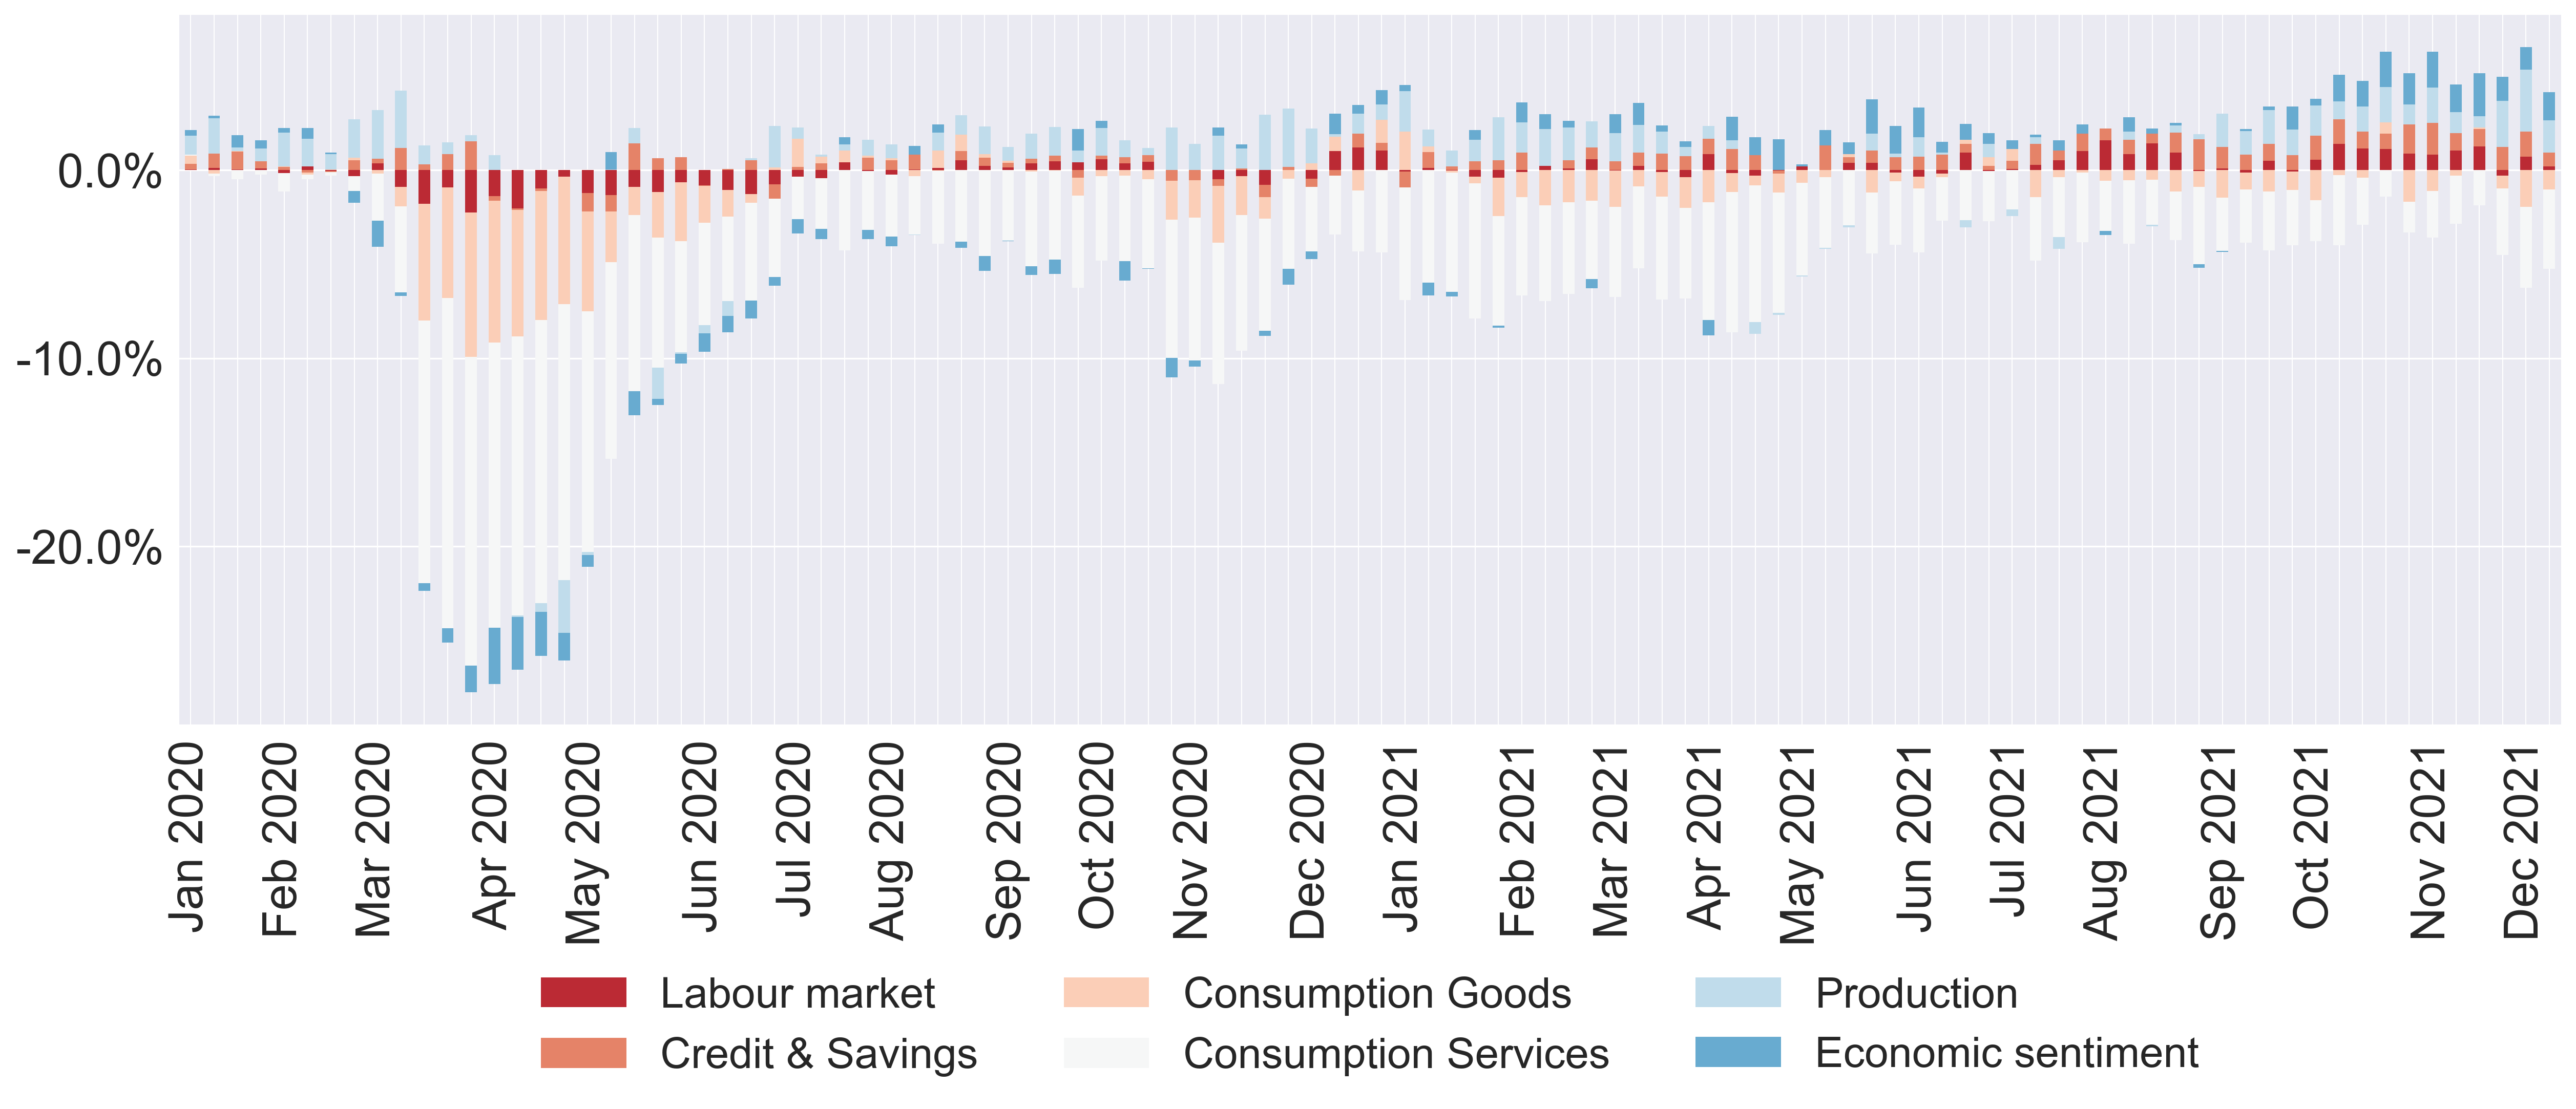 0.0%
-10.0%
-20.0%
Jan 2020
Feb 2020
Mar 2020
Apr 2020
May 2020
Jun 2020
Jul 2020
Aug 2020
Sep 2020
Oct 2020
Nov 2020
Dec 2020
Jan 2021
Feb 2021
Mar 2021
Apr 2021
May 2021
Jun 2021
Jul 2021
Aug 2021
Sep 2021
Oct 2021
Nov 2021
Dec 2021
Labour market
Credit & Savings
Consumption Goods
Consumption Services
Production
Economic sentiment